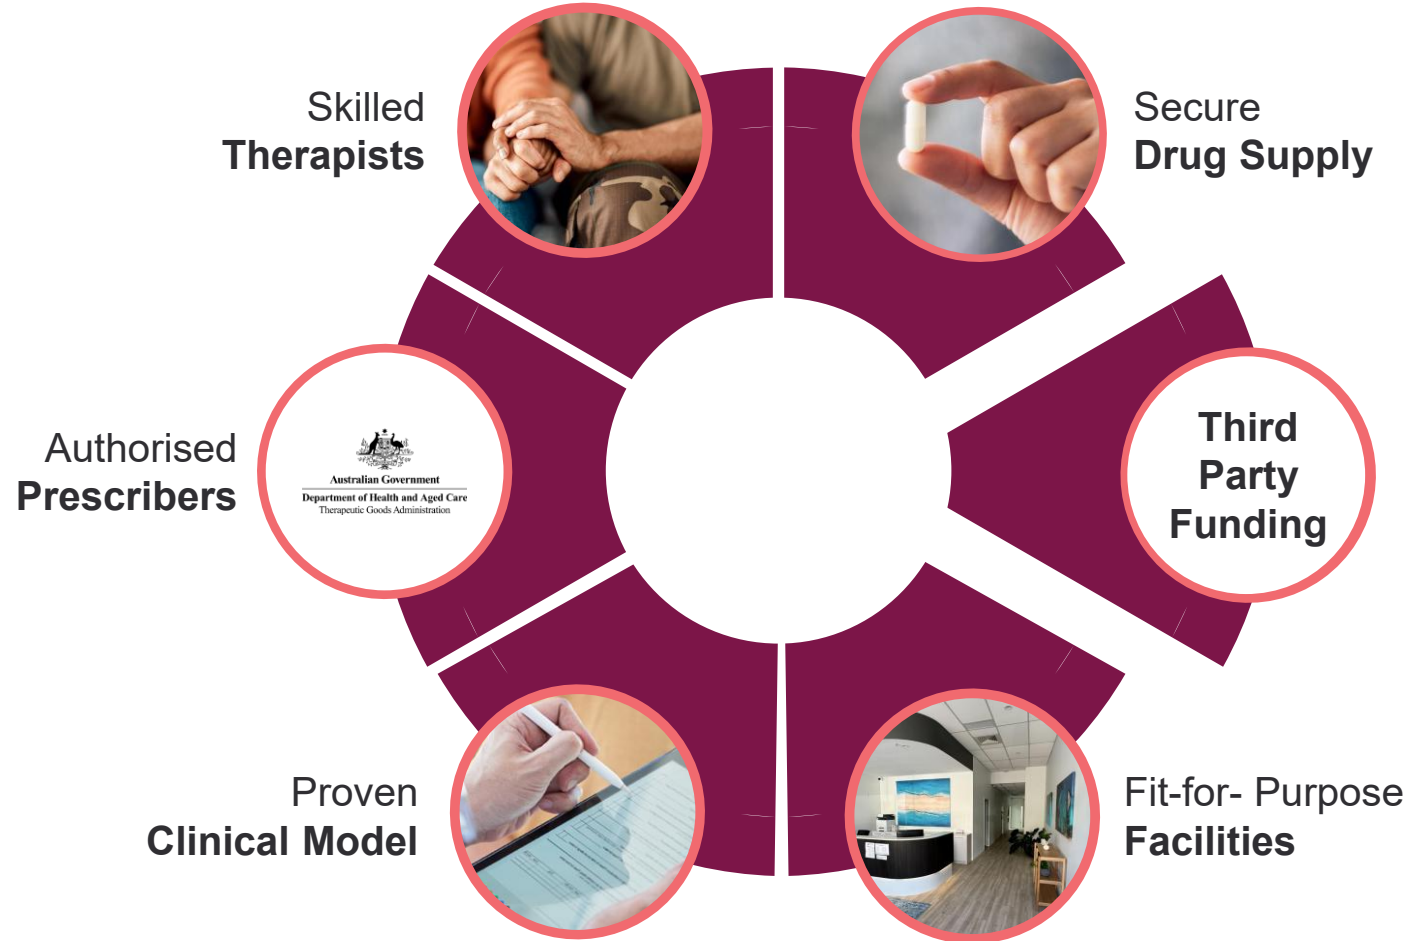 Skilled
Therapists
Secure
Drug Supply
Authorised
Prescribers
Australian Government
Department of Health and Aged Care
Therapeutic Goods Administration
Third
Party
Funding
Proven
Clinical Model
Fit-for- Purpose
Facilities